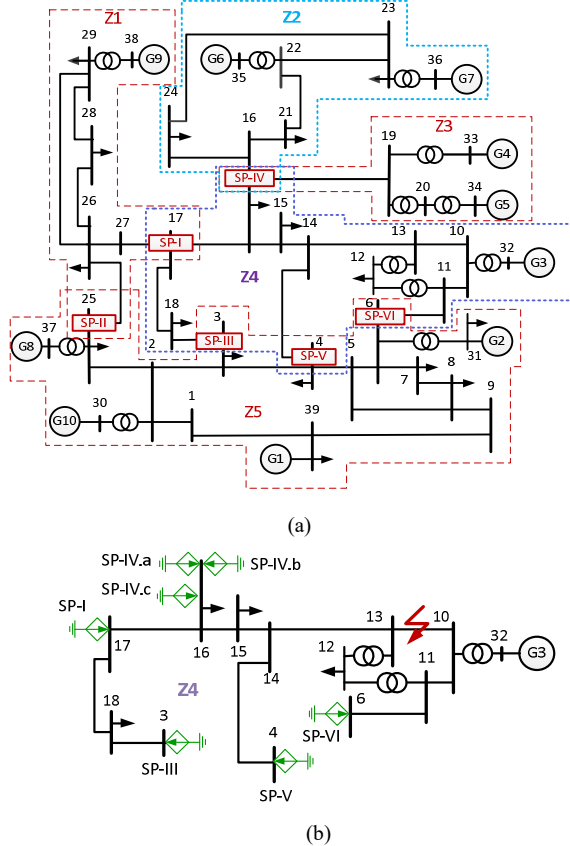 Z1
Z2
23
29
38
G9
G6
22
35
36
G7
28
24
16
21
Z3
19
33
G4
26
SP-IV
20
34
G5
27
17
15
14
13
10
SP-I
Z4
12
32
G3
11
25
18
3
6
37
SP-II
SP-III
SP-VI
G8
2
4
5
G2
SP-V
31
7
8
9
30
1
39
G10
Z5
G1
(a)
SP-IV.a
SP-IV.b
SP-IV.c
SP-I
13
10
32
G3
17
16
15
12
11
14
Z4
18
3
6
4
SP-VI
SP-III
SP-V
(b)